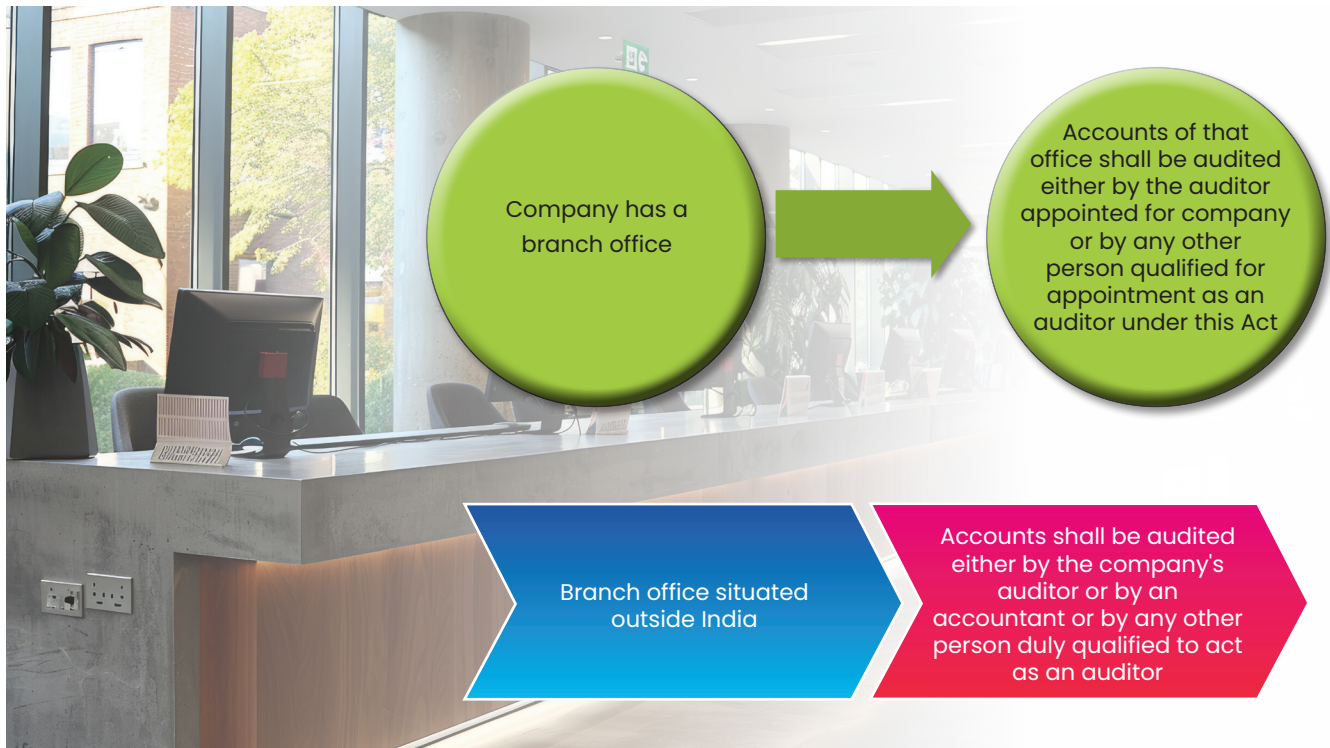 Company has a
branch office
Accounts of that
office shall be audited
either by the auditor
appointed for company
or by any other
person qualified for
appointment as an
auditor under this Act
Branch office situated
outside India
Accounts shall be audited
either by the company's
auditor or by an
accountant or by any other
person duly qualified to act
as an auditor